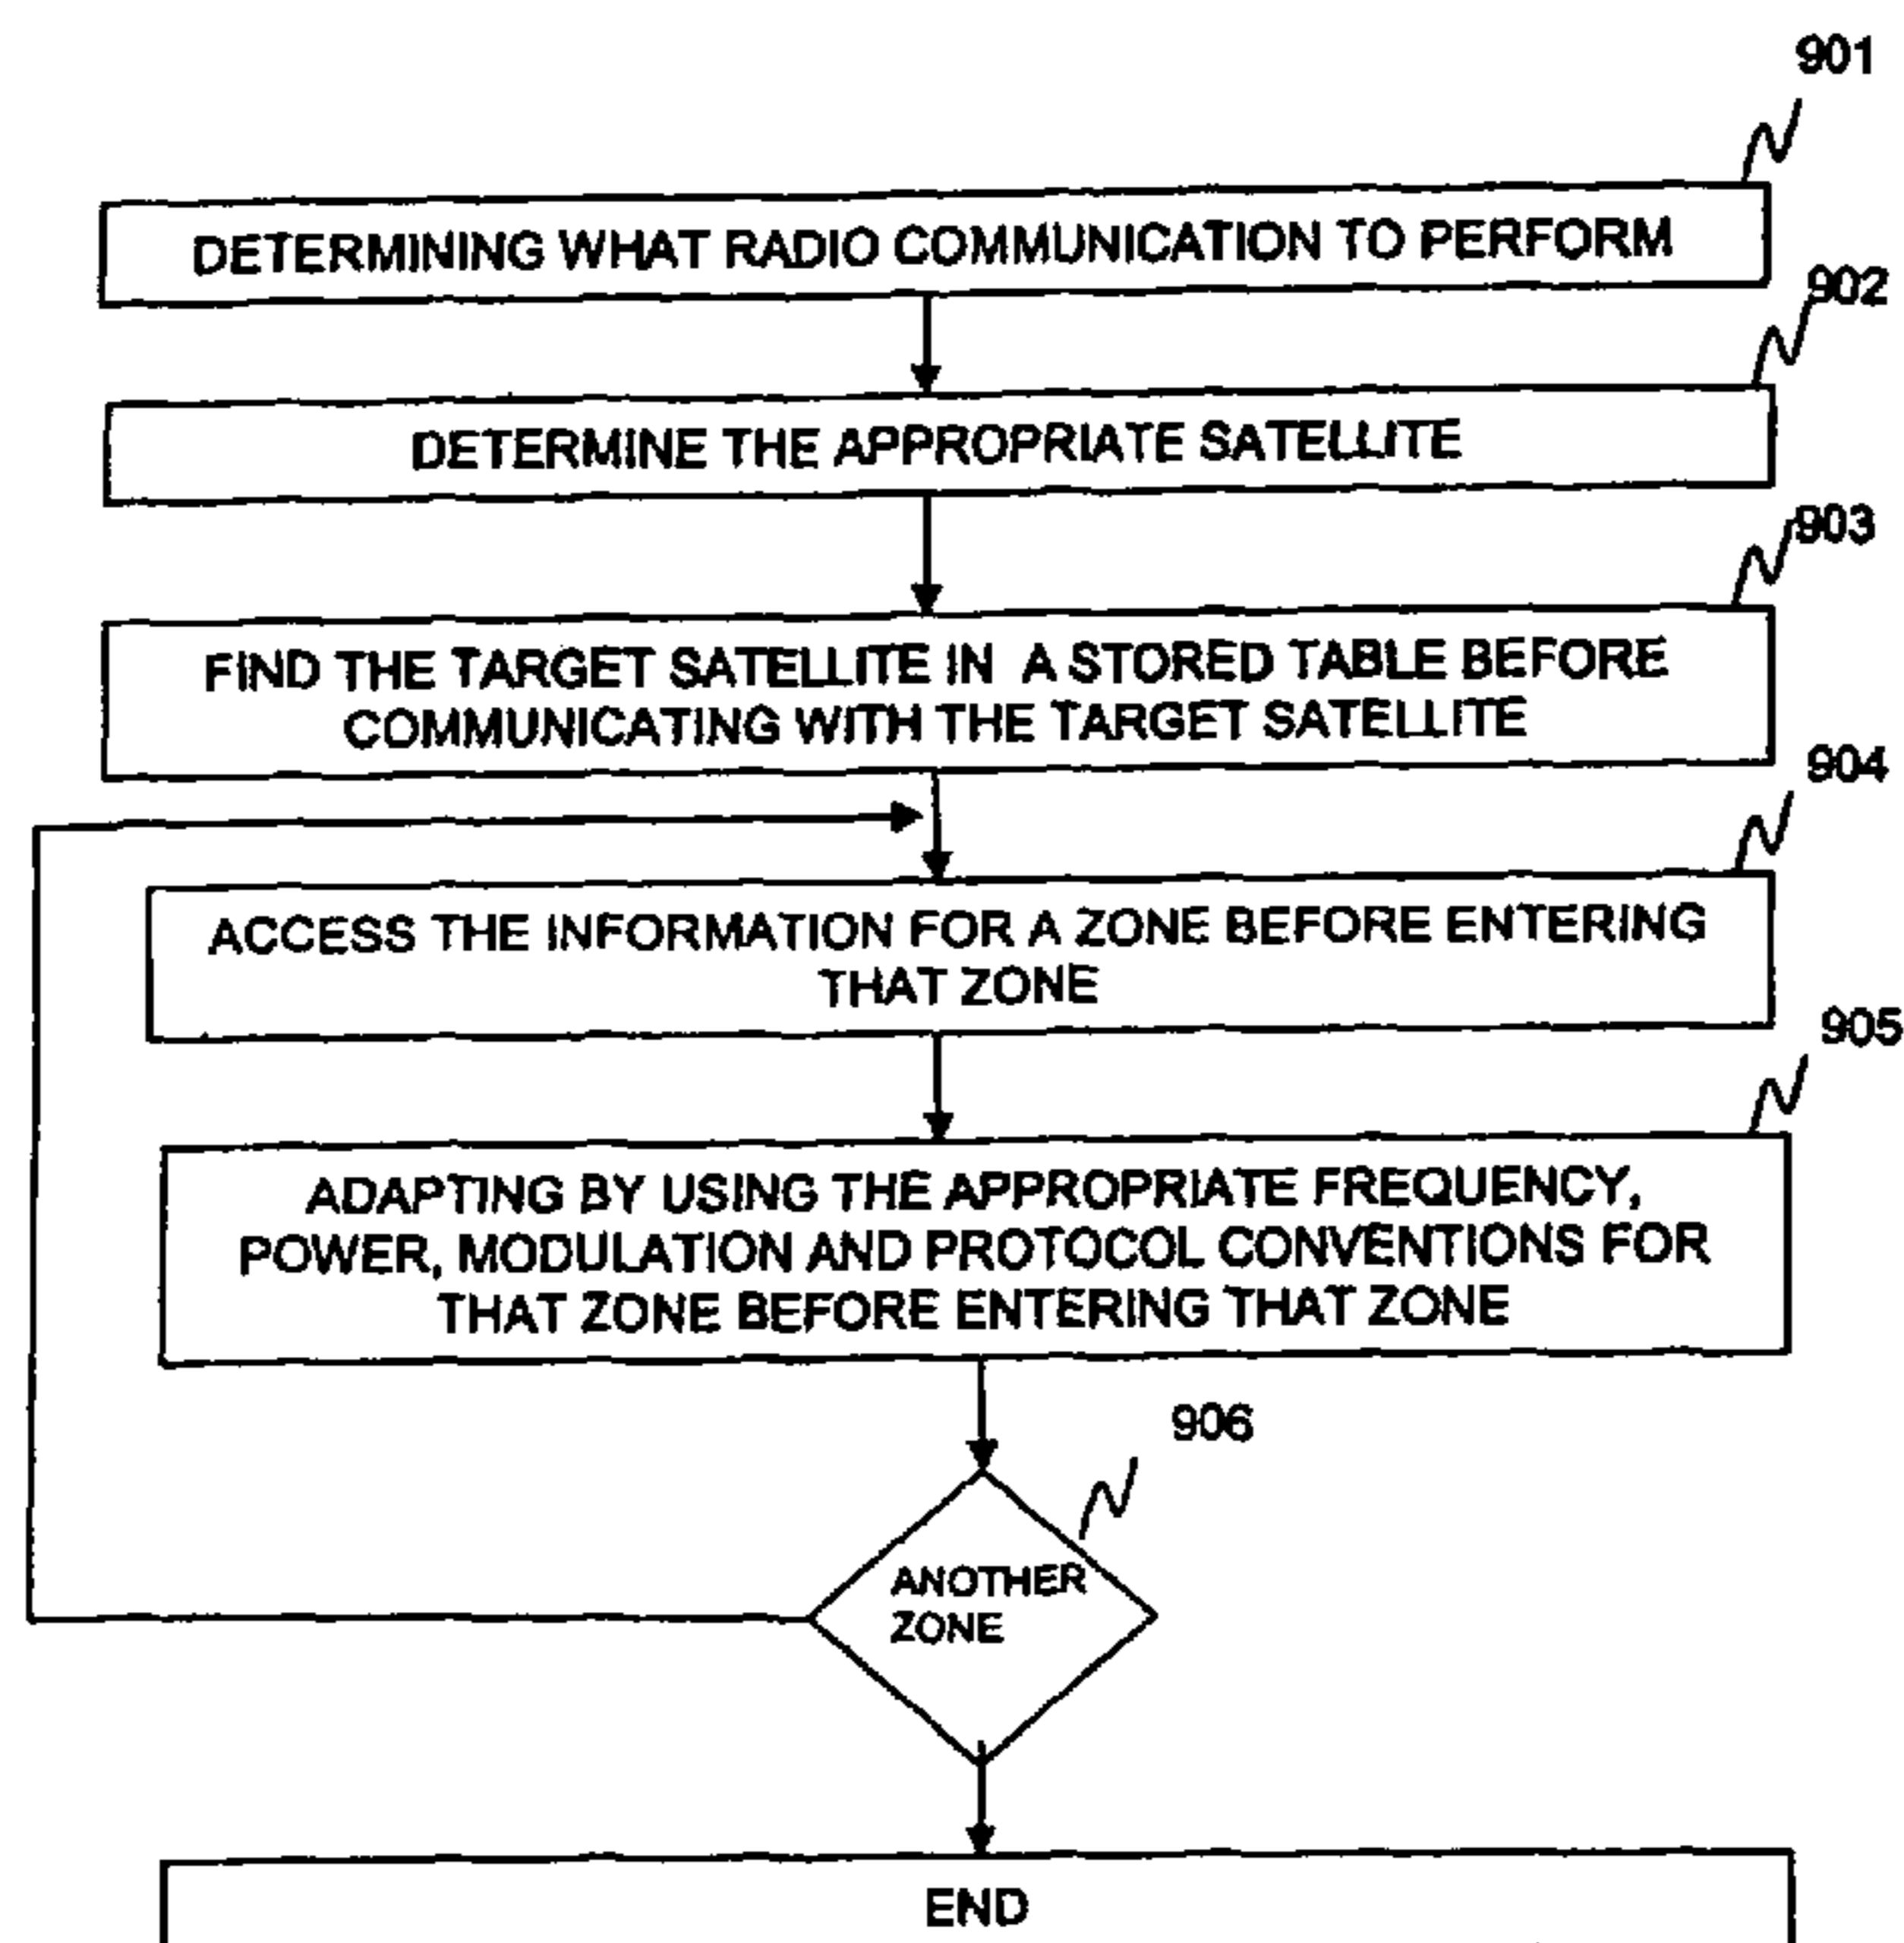 901
DETERMINING WHAT RADIO COMMUNICATION TO PERFORM
902
DETERMINE THE APPROPRIATE SATELLITE
903
FIND THE TARGET SATELLITE IN A STORED TABLE BEFORE
COMMUNICATING WITH THE TARGET SATELLITE
904
ACCESS THE INFORMATION FOR A ZONE BEFORE ENTERING
THAT ZONE
905
ADAPTING BY USING THE APPROPRIATE FREQUENCY,
POWER, MODULATION AND PROTOCOL CONVENTIONS FOR
THAT ZONE BEFORE ENTERING THAT ZONE
906
ANOTHER
ZONE
END